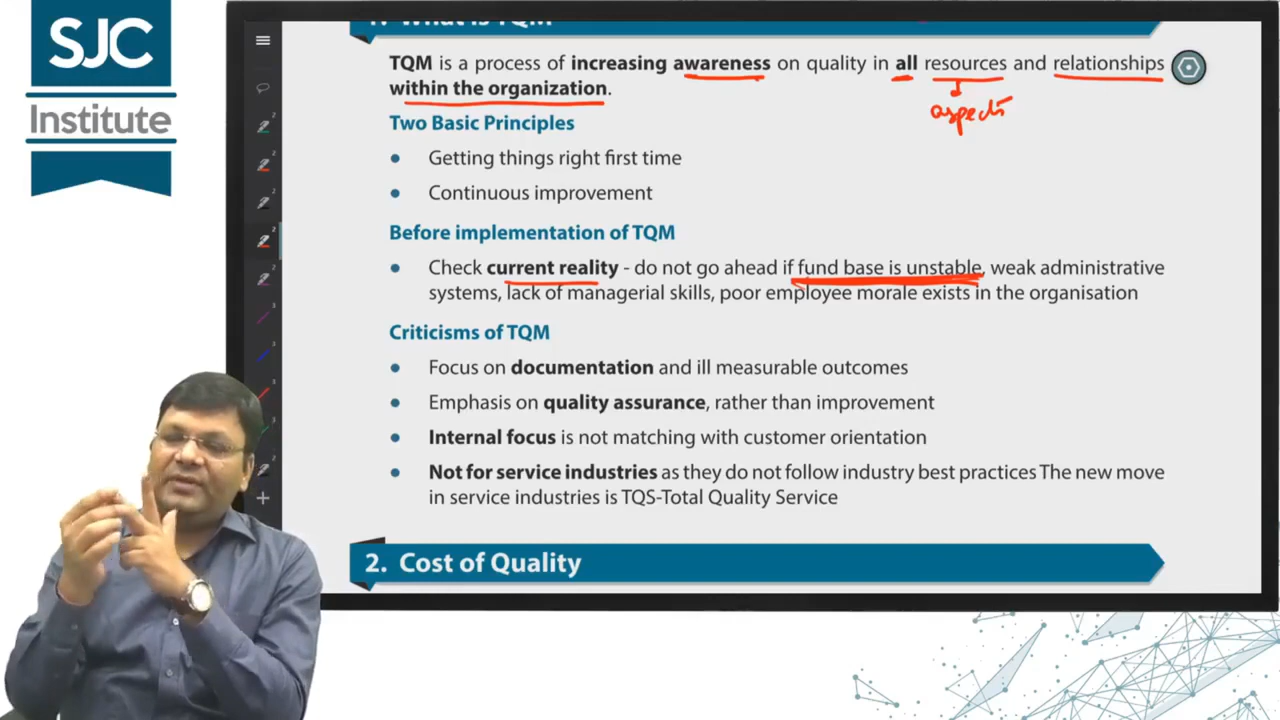 SJC
Institute
1. What is TQM
TQM is a process of increasing awareness on quality in all resources and relationships
within the organization.
aspects
Two Basic Principles
• Getting things right first time
• Continuous improvement
Before implementation of TQM
• Check current reality - do not go ahead if fund base is unstable, weak administrative
systems, lack of managerial skills, poor employee morale exists in the organisation
Criticisms of TQM
• Focus on documentation and ill measurable outcomes
• Emphasis on quality assurance, rather than improvement
• Internal focus is not matching with customer orientation
• Not for service industries as they do not follow industry best practices The new move
in service industries is TQS-Total Quality Service
2. Cost of Quality